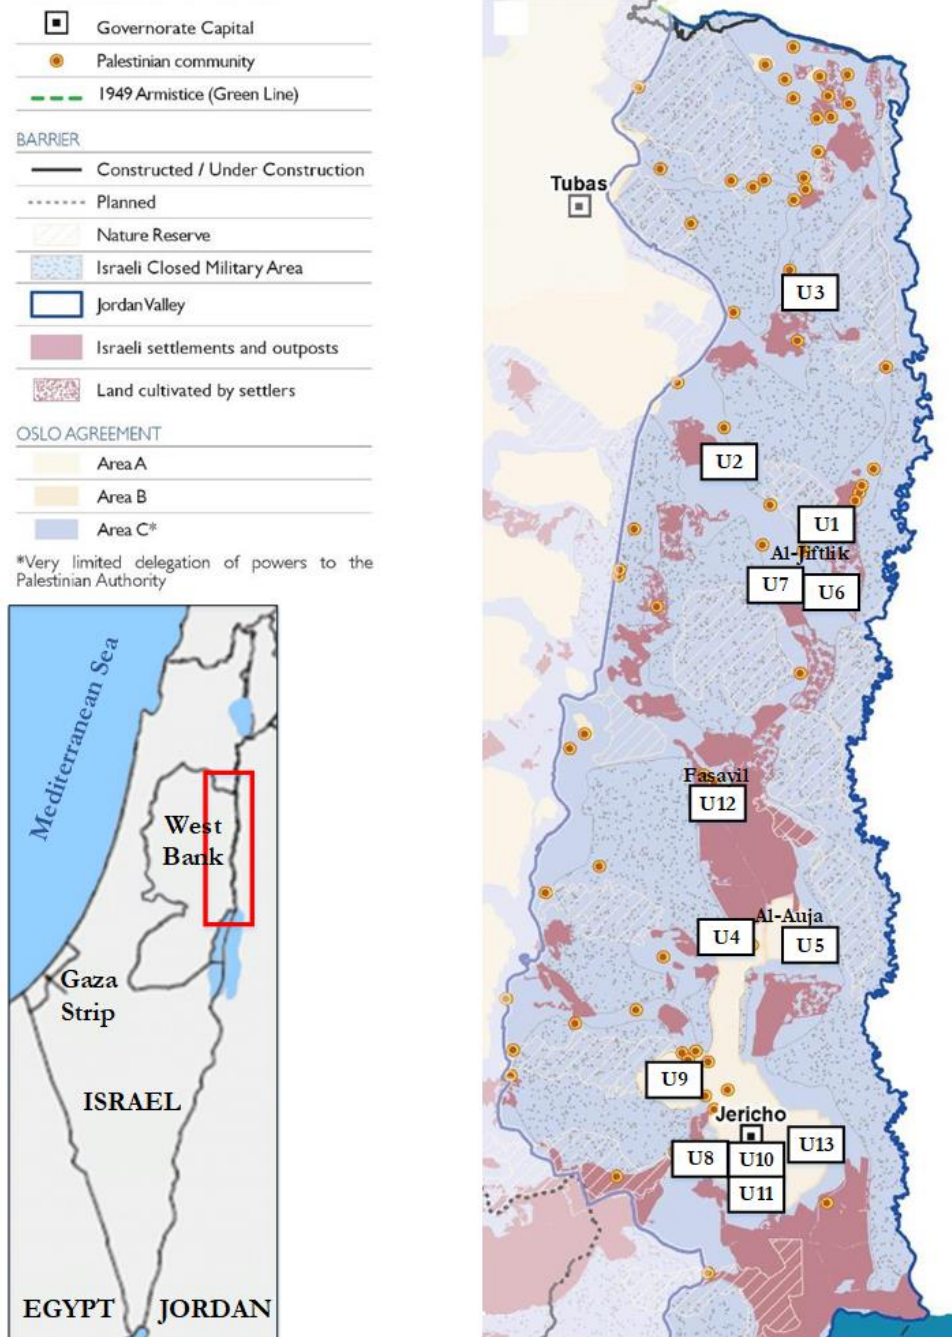 Governorate Capital
Palestinian community
1949 Armistice (Green Line)
BARRIER
Constructed / Under Construction
Planned
Nature Reserve
Israeli Closed Military Area
Jordan Valley
Israeli settlements and outposts
Land cultivated by settlers
OSLO AGREEMENT
Area A
Area B
Area C*
*Very limited delegation of powers to the
Palestinian Authority
Mediterranean Sea
West
Bank
Gaza
Strip
ISRAEL
EGYPT
JORDAN
Tubas
U3
U2
U1
Al-Jiftlik
U7
U6
Fasayil
U12
Al-Auja
U4
U5
U9
Jericho
U8
U10
U13
U11